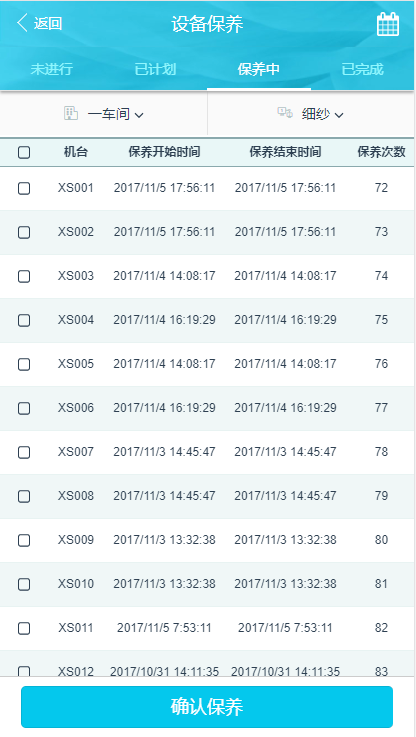 返回 设备保养
未进行 已计划 保养中 已完成
一车间 细纱
机台 保养开始时间 保养结束时间 保养次数
XS001 2017/11/5 17:56:11 2017/11/5 17:56:11 72
XS002 2017/11/5 17:56:11 2017/11/5 17:56:11 73
XS003 2017/11/4 14:08:17 2017/11/4 14:08:17 74
XS004 2017/11/4 16:19:29 2017/11/4 16:19:29 75
XS005 2017/11/4 14:08:17 2017/11/4 14:08:17 76
XS006 2017/11/4 16:19:29 2017/11/4 16:19:29 77
XS007 2017/11/3 14:45:47 2017/11/3 14:45:47 78
XS008 2017/11/3 14:45:47 2017/11/3 14:45:47 79
XS009 2017/11/3 13:32:38 2017/11/3 13:32:38 80
XS010 2017/11/3 13:32:38 2017/11/3 13:32:38 81
XS011 2017/11/5 7:53:11 2017/11/5 7:53:11 82
XS012 2017/10/31 14:11:35 2017/10/31 14:11:35 83
确认保养